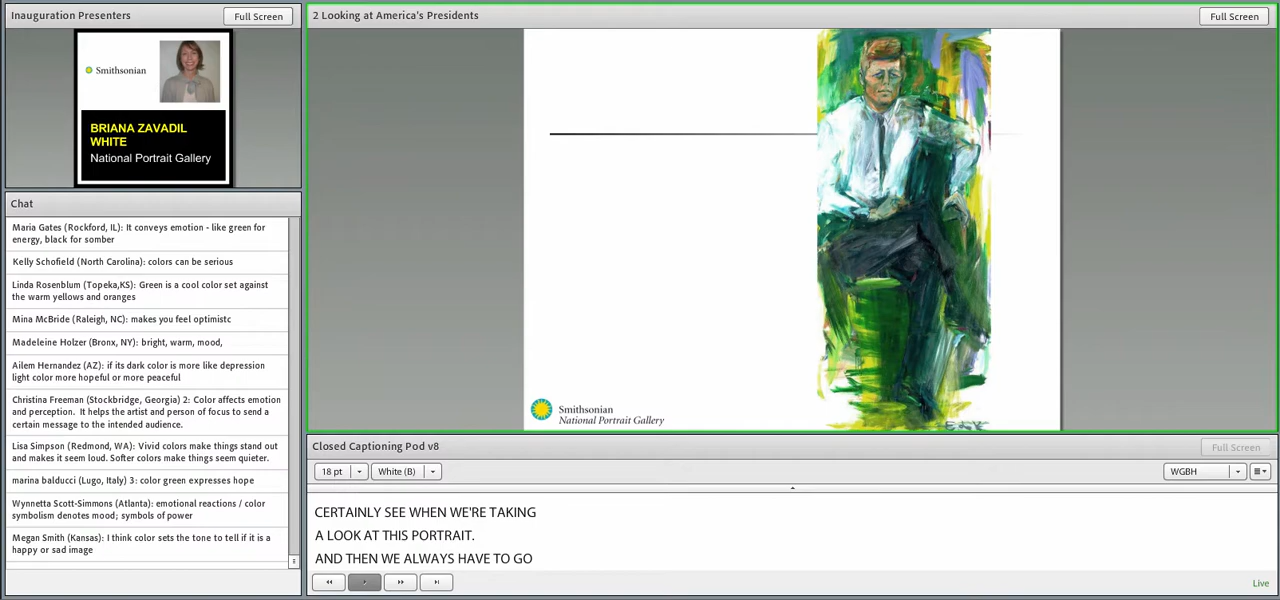 Inauguration Presenters
Full Screen
Smithsonian
BRIANA ZAVADIL
WHITE
National Portrait Gallery
Chat
Maria Gates (Rockford, IL): It conveys emotion - like green for
energy, black for somber
Kelly Schofield (North Carolina): colors can be serious
Linda Rosenblum (Topeka,KS): Green is a cool color set against
the warm yellows and oranges
Mina McBride (Raleigh, NC): makes you feel optimistc
Madeleine Holzer (Bronx, NY): bright, warm, mood,
Ailem Hernandez (AZ): if its dark color is more like depression
light color more hopeful or more peaceful
Christina Freeman (Stockbridge, Georgia) 2: Color affects emotion
and perception. It helps the artist and person of focus to send a
certain message to the intended audience.
Lisa Simpson (Redmond, WA): Vivid colors make things stand out
and makes it seem loud. Softer colors make things seem quieter.
marina balducci (Lugo, Italy) 3: color green expresses hope
Wynnetta Scott-Simmons (Atlanta): emotional reactions / color
symbolism denotes mood; symbols of power
Megan Smith (Kansas): I think color sets the tone to tell if it is a
happy or sad image
2 Looking at America's Presidents
Full Screen
Smithsonian
National Portrait Gallery
Closed Captioning Pod v8
Full Screen
18 pt
White (B)
WGBH
CERTAINLY SEE WHEN WE'RE TAKING
A LOOK AT THIS PORTRAIT.
AND THEN WE ALWAYS HAVE TO GO
Live